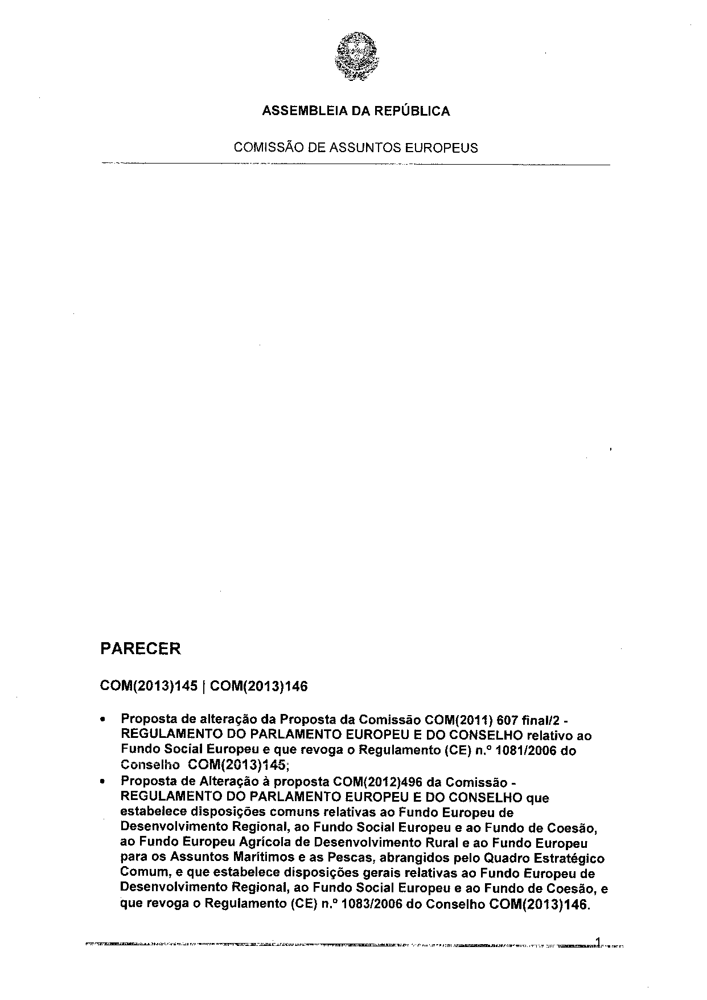 ASSEMBLEIA DA REPÚBLICA
COMISSÃO DE ASSUNTOS EUROPEUS
PARECER
COM(2013)145 | COM(2013)146
• Proposta de alteração da Proposta da Comissão COM(2011) 607 final/2 -
REGULAMENTO DO PARLAMENTO EUROPEU E DO CONSELHO relativo ao
Fundo Social Europeu e que revoga o Regulamento (CE) n.º 1081/2006 do
Conselho COM(2013)145;
• Proposta de Alteração à proposta COM(2012)496 da Comissão -
REGULAMENTO DO PARLAMENTO EUROPEU E DO CONSELHO que
estabelece disposições comuns relativas ao Fundo Europeu de
Desenvolvimento Regional, ao Fundo Social Europeu e ao Fundo de Coesão,
ao Fundo Europeu Agrícola de Desenvolvimento Rural e ao Fundo Europeu
para os Assuntos Marítimos e as Pescas, abrangidos pelo Quadro Estratégico
Comum, e que estabelece disposições gerais relativas ao Fundo Europeu de
Desenvolvimento Regional, ao Fundo Social Europeu e ao Fundo de Coesão, e
que revoga o Regulamento (CE) n.º 1083/2006 do Conselho COM(2013)146.
1